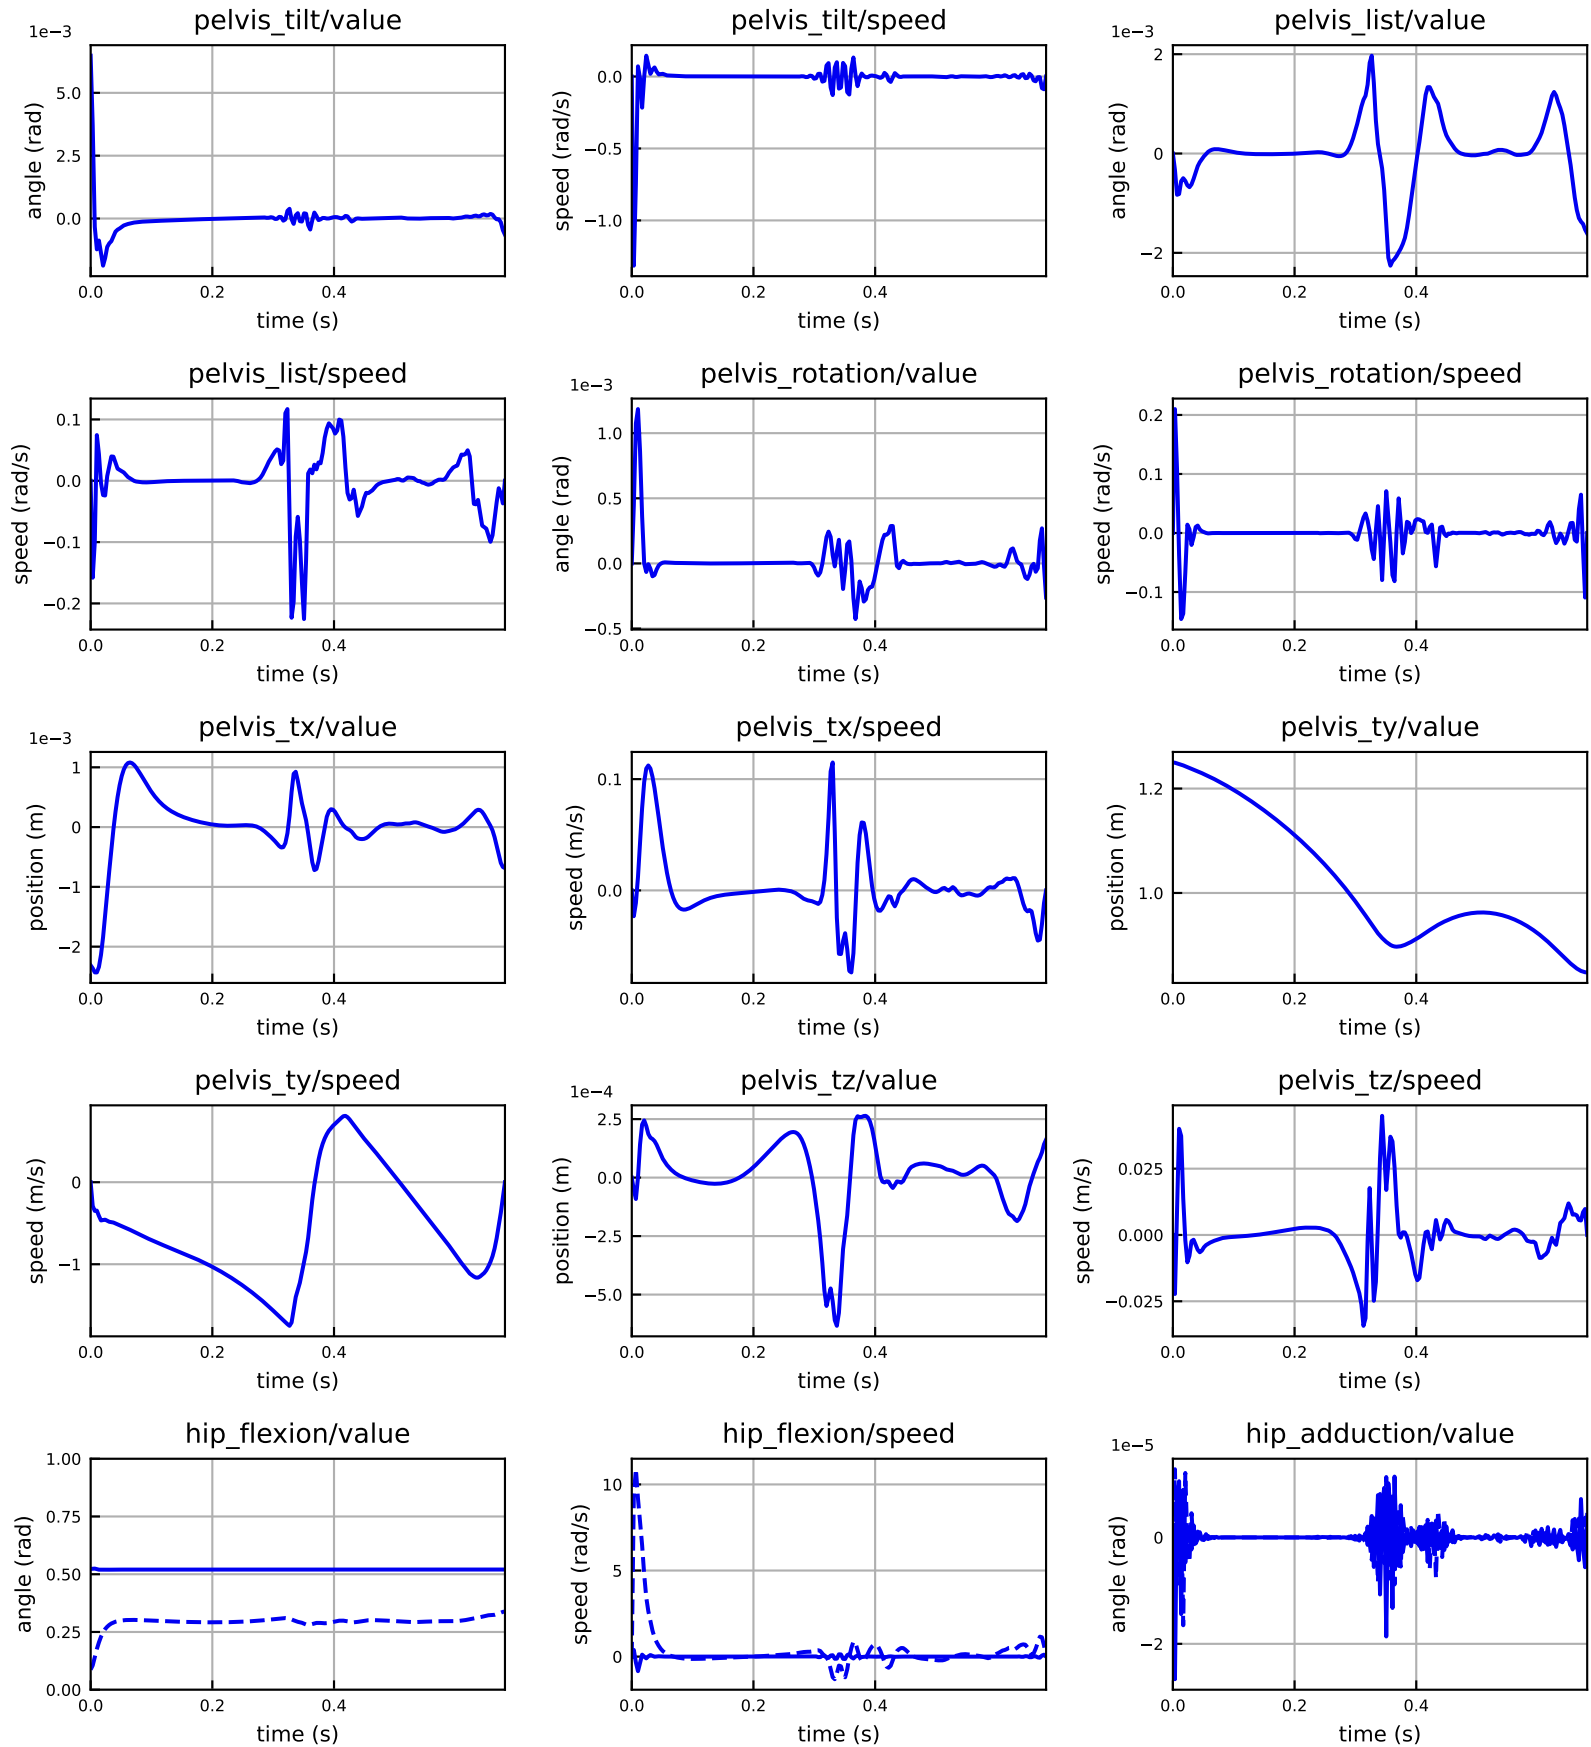 pelvis_tilt/value
1e−3
angle (rad)
5.0
2.5
0.0
0.0 0.2 0.4
time (s)
pelvis_tilt/speed
speed (rad/s)
0.0
−0.5
−1.0
0.0 0.2 0.4
time (s)
pelvis_list/value
1e−3
angle (rad)
2
0
−2
0.0 0.2 0.4
time (s)
pelvis_list/speed
speed (rad/s)
0.1
0.0
−0.1
−0.2
0.0 0.2 0.4
time (s)
pelvis_rotation/value
1e−3
angle (rad)
1.0
0.5
0.0
−0.5
0.0 0.2 0.4
time (s)
pelvis_rotation/speed
speed (rad/s)
0.2
0.1
0.0
−0.1
0.0 0.2 0.4
time (s)
pelvis_tx/value
1e−3
position (m)
1
0
−1
−2
0.0 0.2 0.4
time (s)
pelvis_tx/speed
speed (m/s)
0.1
0.0
0.0 0.2 0.4
time (s)
pelvis_ty/value
position (m)
1.2
1.0
0.0 0.2 0.4
time (s)
pelvis_ty/speed
speed (m/s)
0
−1
0.0 0.2 0.4
time (s)
pelvis_tz/value
1e−4
position (m)
2.5
0.0
−2.5
−5.0
0.0 0.2 0.4
time (s)
pelvis_tz/speed
speed (m/s)
0.025
0.000
−0.025
0.0 0.2 0.4
time (s)
hip_flexion/value
angle (rad)
1.00
0.75
0.50
0.25
0.00
0.0 0.2 0.4
time (s)
hip_flexion/speed
speed (rad/s)
10
5
0
0.0 0.2 0.4
time (s)
hip_adduction/value
1e−5
angle (rad)
0
−2
0.0 0.2 0.4
time (s)